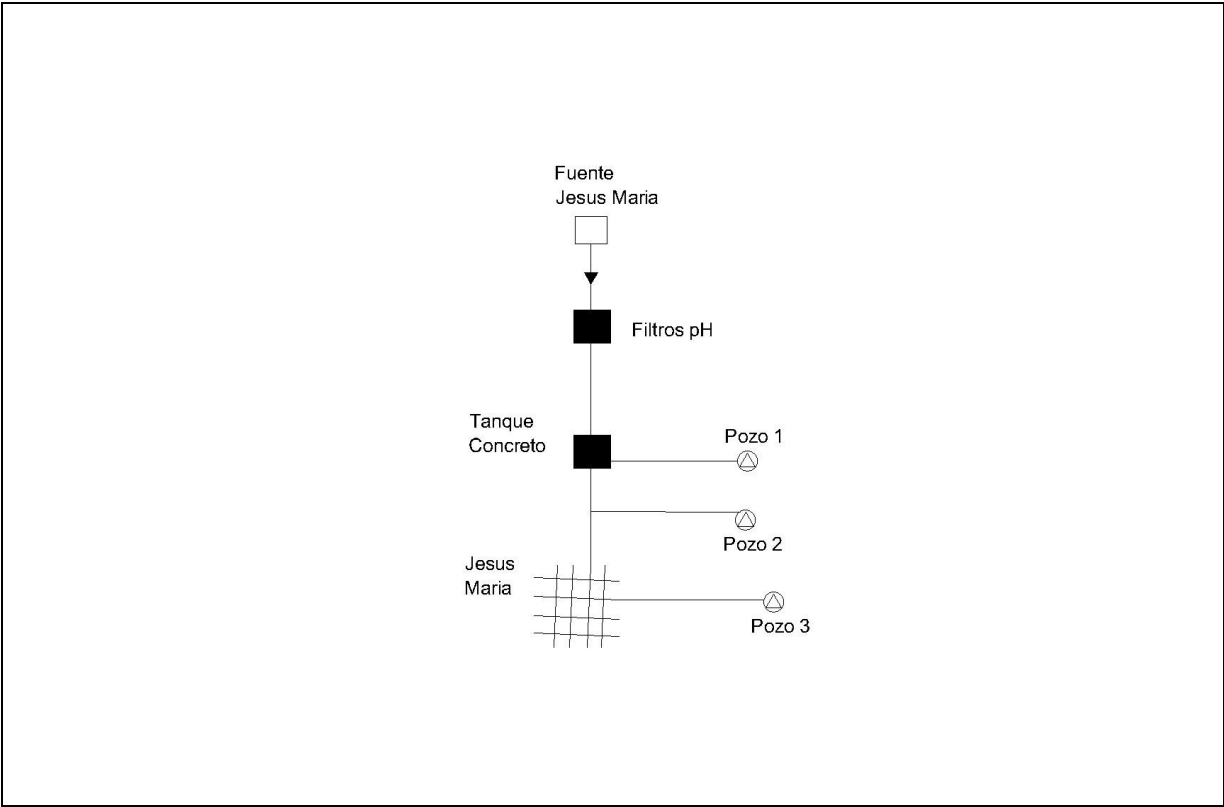 Fuente
Jesus Maria
Filtros pH
Tanque
Concreto
Pozo 1
Pozo 2
Jesus
Maria
Pozo 3